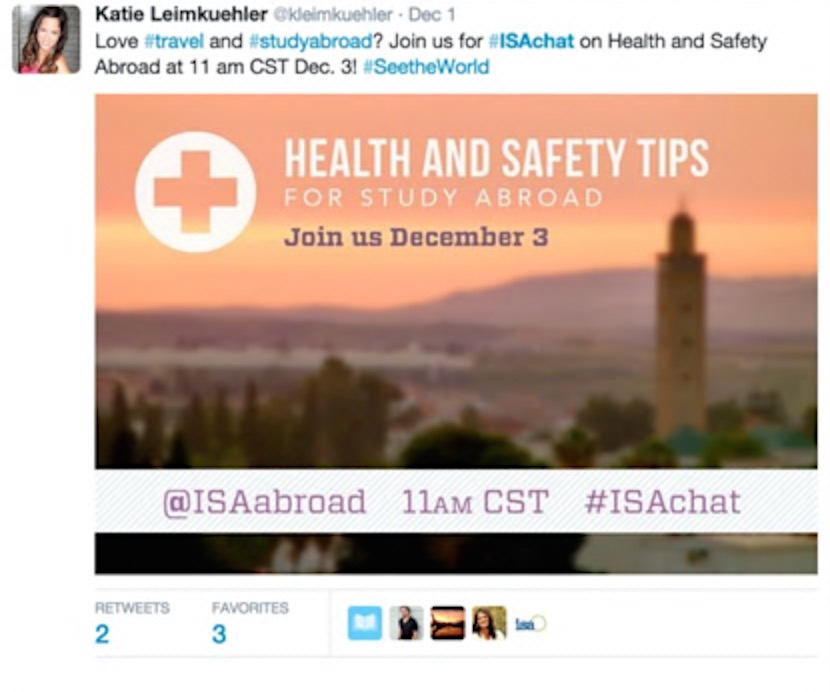 Katie Leimkuehler @kleimkuehler · Dec 1
Love #travel and #studyabroad? Join us for #ISAchat on Health and Safety
Abroad at 11 am CST Dec. 3! #SeetheWorld
HEALTH AND SAFETY TIPS
FOR STUDY ABROAD
Join us December 3
@ISAabroad 11AM CST #ISAchat
RETWEETS FAVORITES
2 3
isa